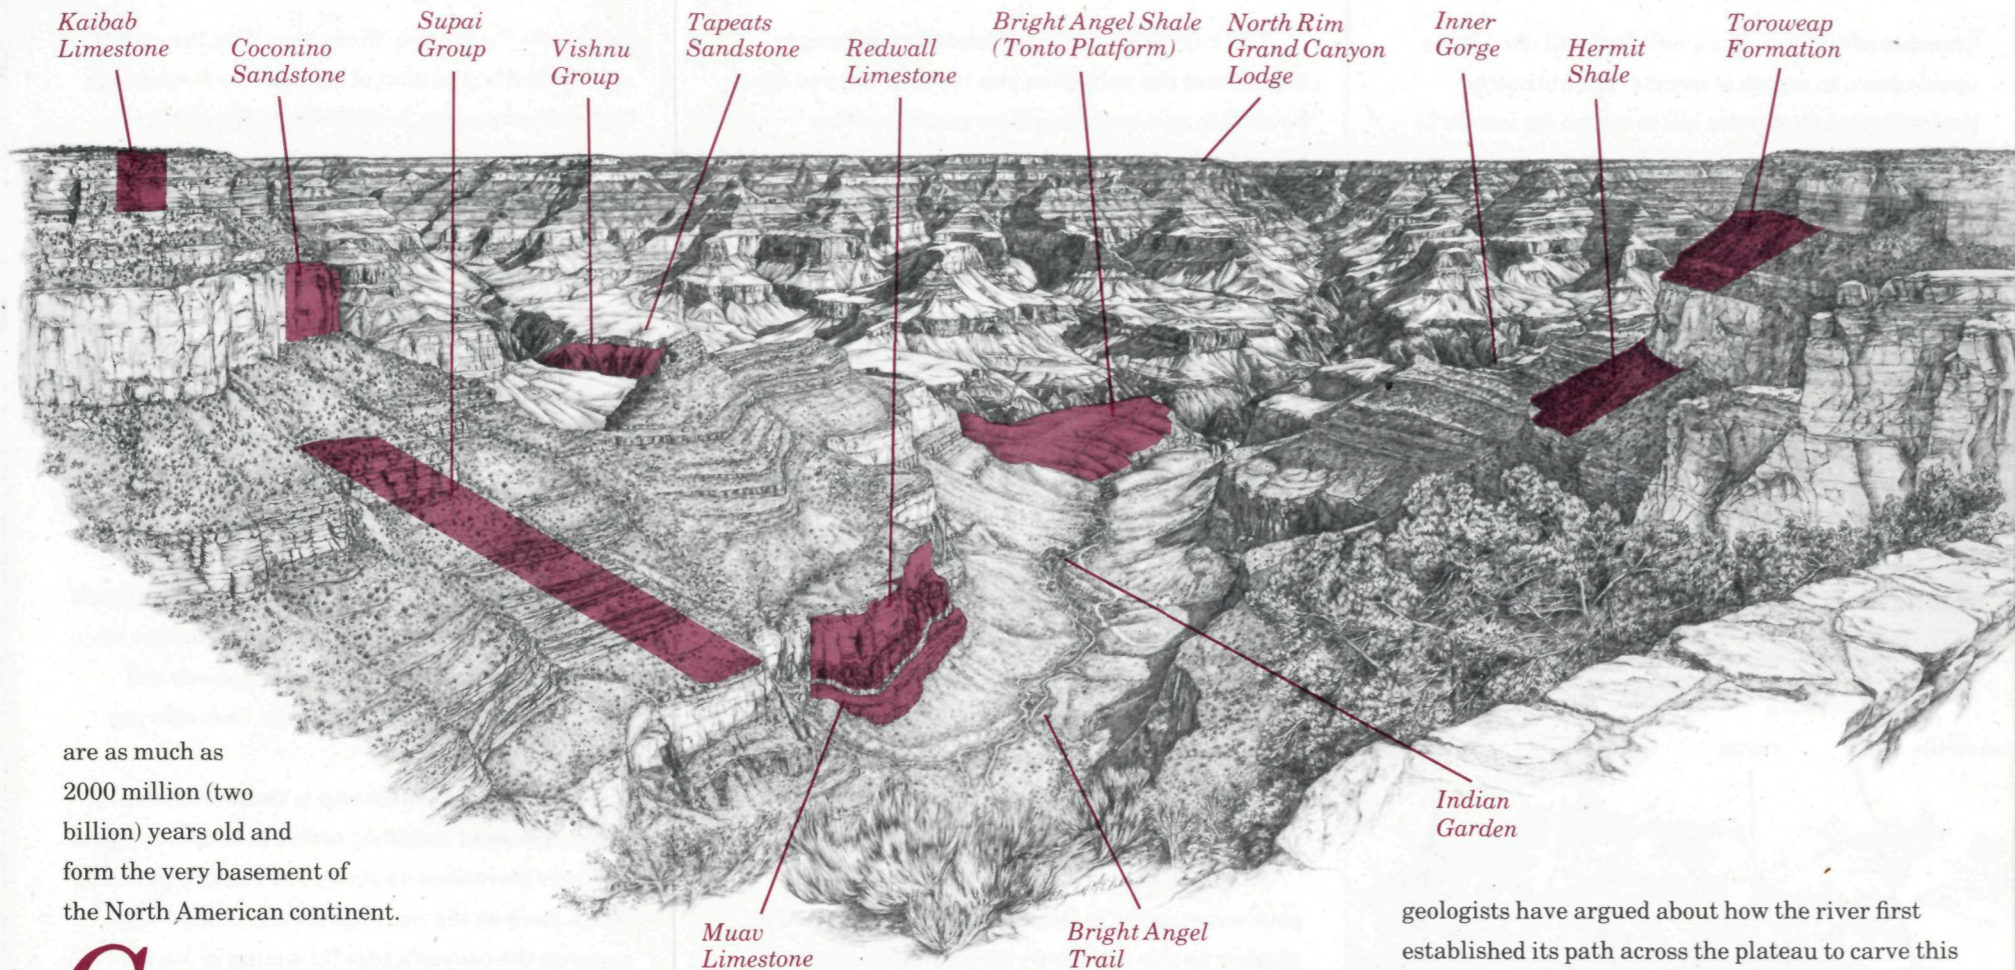 Kaibab
Limestone
Coconino
Sandstone
Supai
Group
Vishnu
Group
Tapeats
Sandstone
Redwall
Limestone
Bright Angel Shale
(Tonto Platform)
North Rim
Grand Canyon
Lodge
Inner
Gorge
Hermit
Shale
Toroweap
Formation
Indian
Garden
are as much as
2000 million (two
billion) years old and
form the very basement of
the North American continent.
Muav
Limestone
Bright Angel
Trail
geologists have argued about how the river first
established its path across the plateau to carve this